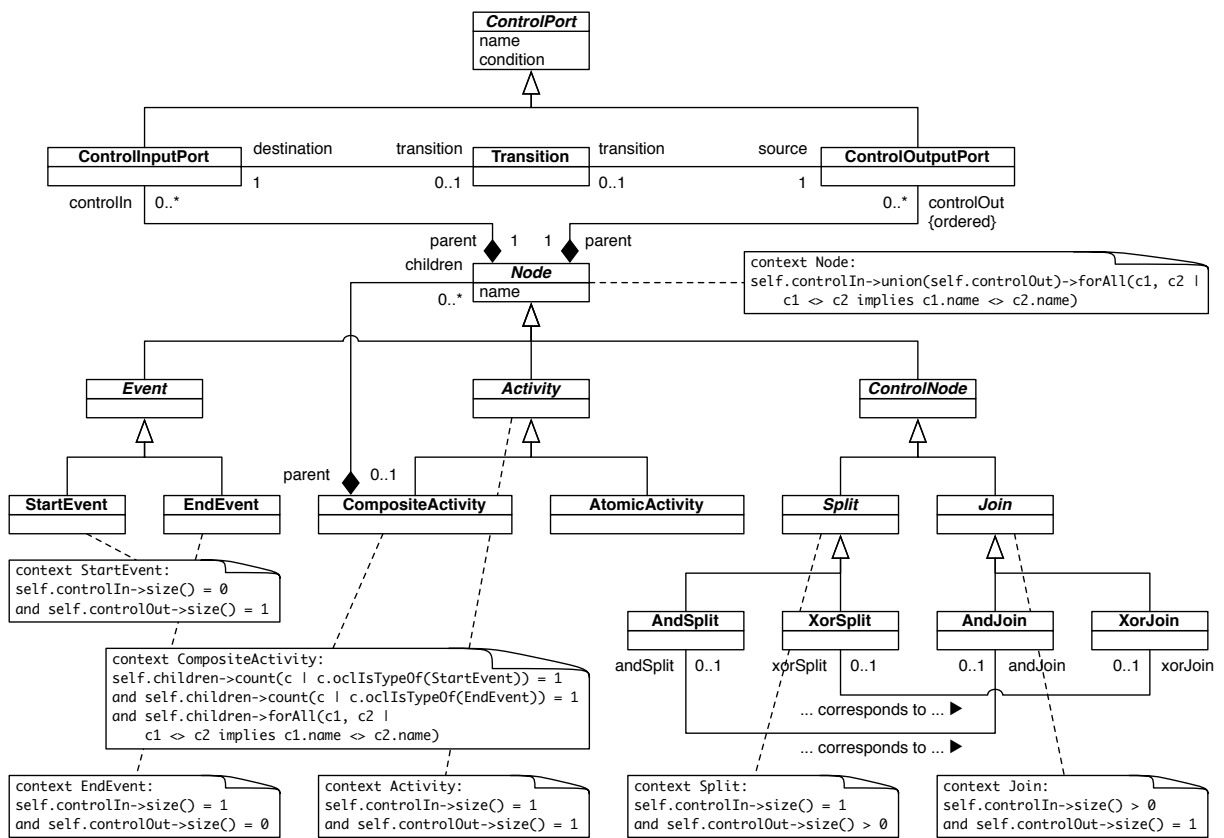 ControlPort
name
condition
ControlInputPort
destination
transition
Transition
transition
source
ControlOutputPort
1
0..1
0..1
1
controlIn
0..*
0..*
controlOut
{ordered}
parent
1
1
parent
children
Node
name
0..*
context Node:
self.controlIn->union(self.controlOut)->forAll(c1, c2 |
c1 <> c2 implies c1.name <> c2.name)
Event
Activity
ControlNode
parent
0..1
StartEvent
EndEvent
CompositeActivity
AtomicActivity
Split
Join
context StartEvent:
self.controlIn->size() = 0
and self.controlOut->size() = 1
AndSplit
XorSplit
AndJoin
XorJoin
andSplit
0..1
xorSplit
0..1
0..1
andJoin
0..1
xorJoin
context CompositeActivity:
self.children->count(c | c.oclIsTypeOf(StartEvent)) = 1
and self.children->count(c | c.oclIsTypeOf(EndEvent)) = 1
and self.children->forAll(c1, c2 |
c1 <> c2 implies c1.name <> c2.name)
... corresponds to ... ▶
... corresponds to ... ▶
context EndEvent:
self.controlIn->size() = 1
and self.controlOut->size() = 0
context Activity:
self.controlIn->size() = 1
and self.controlOut->size() = 1
context Split:
self.controlIn->size() = 1
and self.controlOut->size() > 0
context Join:
self.controlIn->size() > 0
and self.controlOut->size() = 1